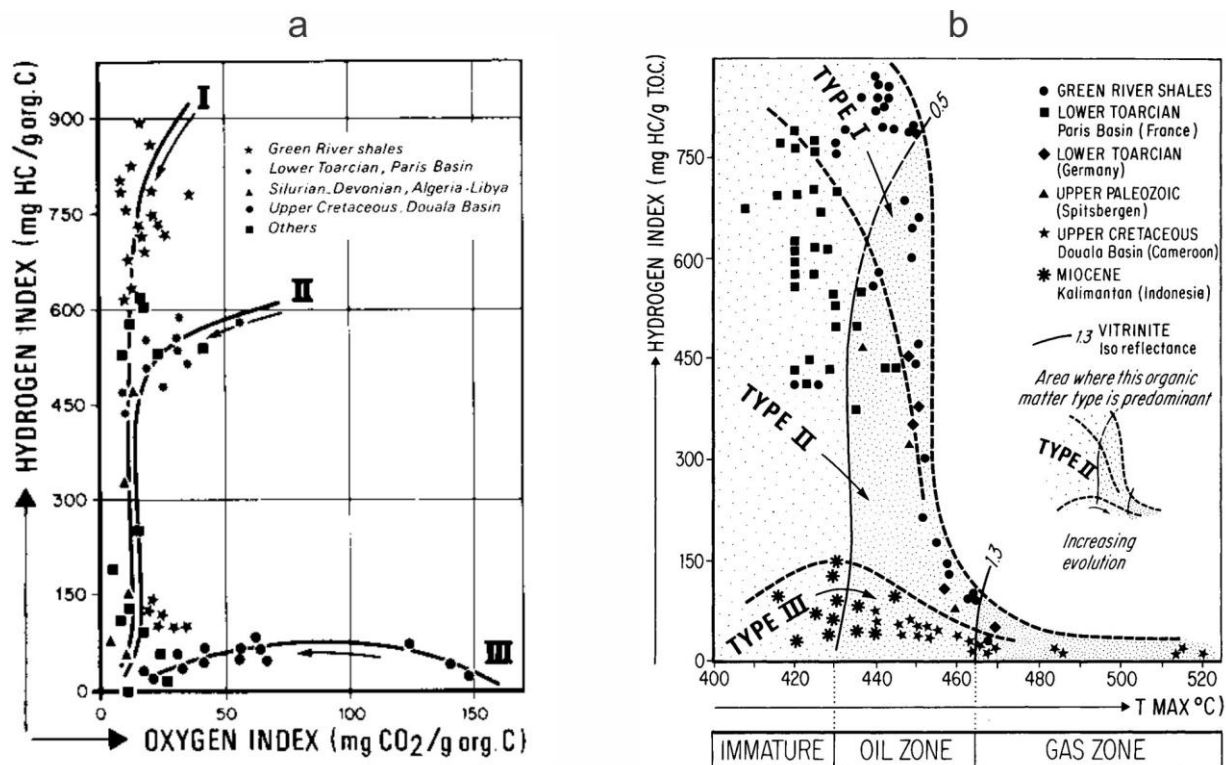 a
HYDROGEN INDEX (mg HC/g org. C)
900
750
600
450
300
150
0
I
II
III
Green River shales
Lower Toarcian, Paris Basin
Silurian-Devonian, Algeria-Libya
Upper Cretaceous, Douala Basin
Others
0
50
100
150
OXYGEN INDEX (mg CO2/g org. C)
b
HYDROGEN INDEX (mg HC/g T.O.C.)
750
600
450
300
150
0
TYPE I
TYPE II
TYPE III
0.5
1.3
GREEN RIVER SHALES
LOWER TOARCIAN
Paris Basin (France)
LOWER TOARCIAN
(Germany)
UPPER PALEOZOIC
(Spitsbergen)
UPPER CRETACEOUS
Douala Basin (Cameroon)
MIOCENE
Kalimantan (Indonesia)
1.3 VITRINITE
Iso reflectance
Area where this organic
matter type is predominant
TYPE II
Increasing
evolution
400
420
440
460
480
500
520
T MAX °C
IMMATURE
OIL ZONE
GAS ZONE